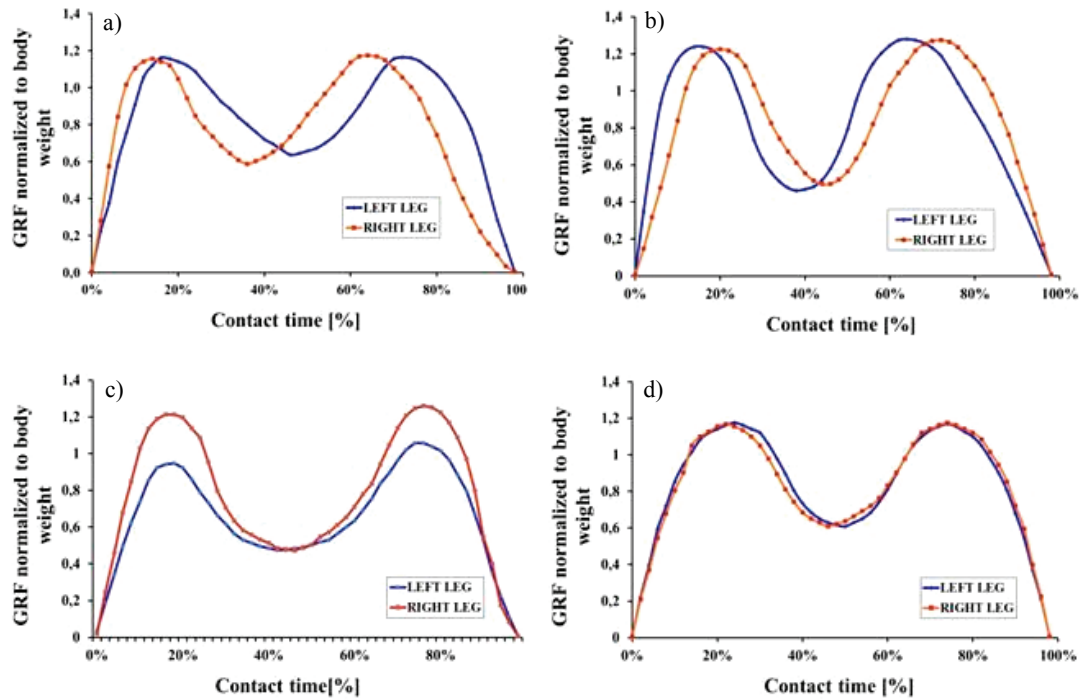 a)
GRF normalized to body
weight
1,4
1,2
1,0
0,8
0,6
0,4
0,2
0,0
0%
20%
40%
60%
80%
100
LEFT LEG
RIGHT LEG
Contact time [%]
b)
GRF normalized to body
weight
1,4
1,2
1
0,8
0,6
0,4
0,2
0
0%
20%
40%
60%
80%
100%
LEFT LEG
RIGHT LEG
Contact time [%]
c)
GRF normalized to body
weight
1,4
1,2
1
0,8
0,6
0,4
0,2
0
0%
20%
40%
60%
80%
LEFT LEG
RIGHT LEG
Contact time[%]
d)
GRF normalized to body
weight
1,4
1,2
1
0,8
0,6
0,4
0,2
0
0%
20%
40%
60%
80%
100%
LEFT LEG
RIGHT LEG
Contact time [%]